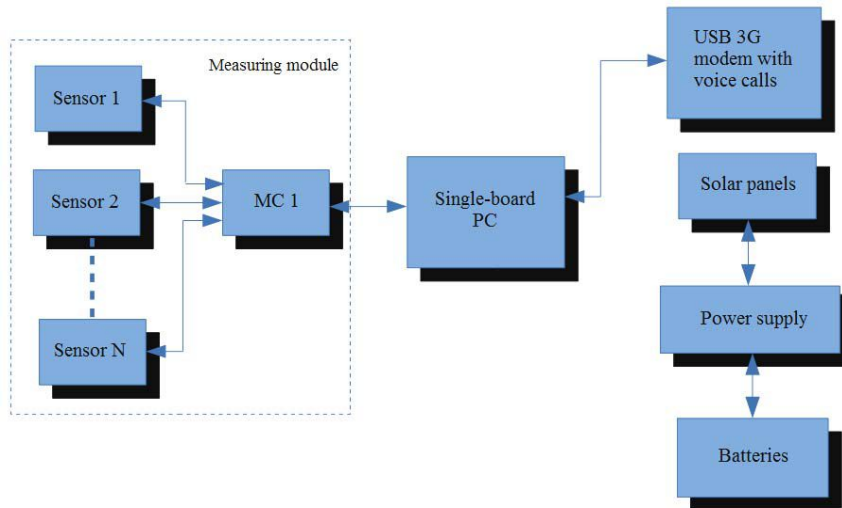 Measuring module
Sensor 1
Sensor 2
Sensor N
MC 1
Single-board
PC
USB 3G
modem with
voice calls
Solar panels
Power supply
Batteries